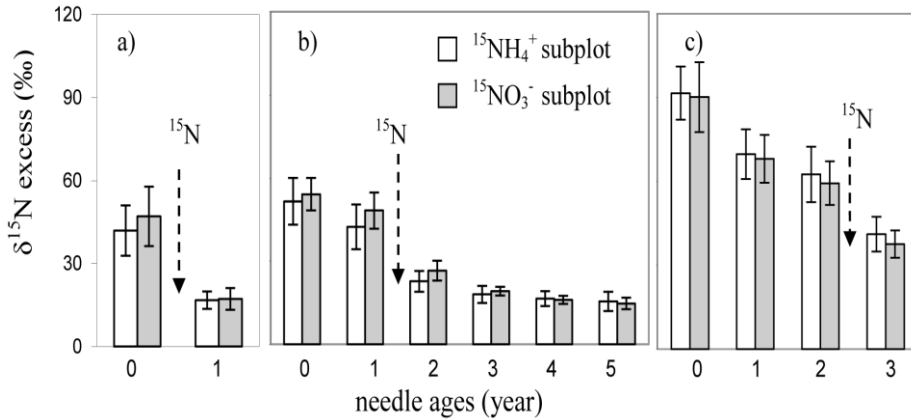 120
90
60
30
0
δ¹⁵N excess (‰)
a)
¹⁵N
0 1
b)
¹⁵NH₄⁺ subplot
¹⁵NO₃⁻ subplot
¹⁵N
0 1 2 3 4 5
c)
¹⁵N
0 1 2 3
needle ages (year)